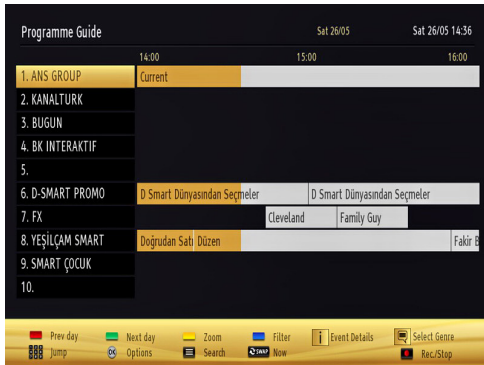 Programme Guide Sat 26/05 Sat 26/05 14:36
14:00 15:00 16:00
1. ANS GROUP Current
2. KANALTURK
3. BUGUN
4. BK INTERAKTIF
5.
6. D-SMART PROMO D Smart Dünyasından Seçmeler D Smart Dünyasından Seçmeler
7. FX Cleveland Family Guy
8. YEŞİLÇAM SMART Doğrudan Satı Düzen Fakir B
9. SMART ÇOCUK
10.
Prev day Next day Zoom Filter i Event Details Select Genre
Jump OK Options Search SWAP Now Rec./Stop